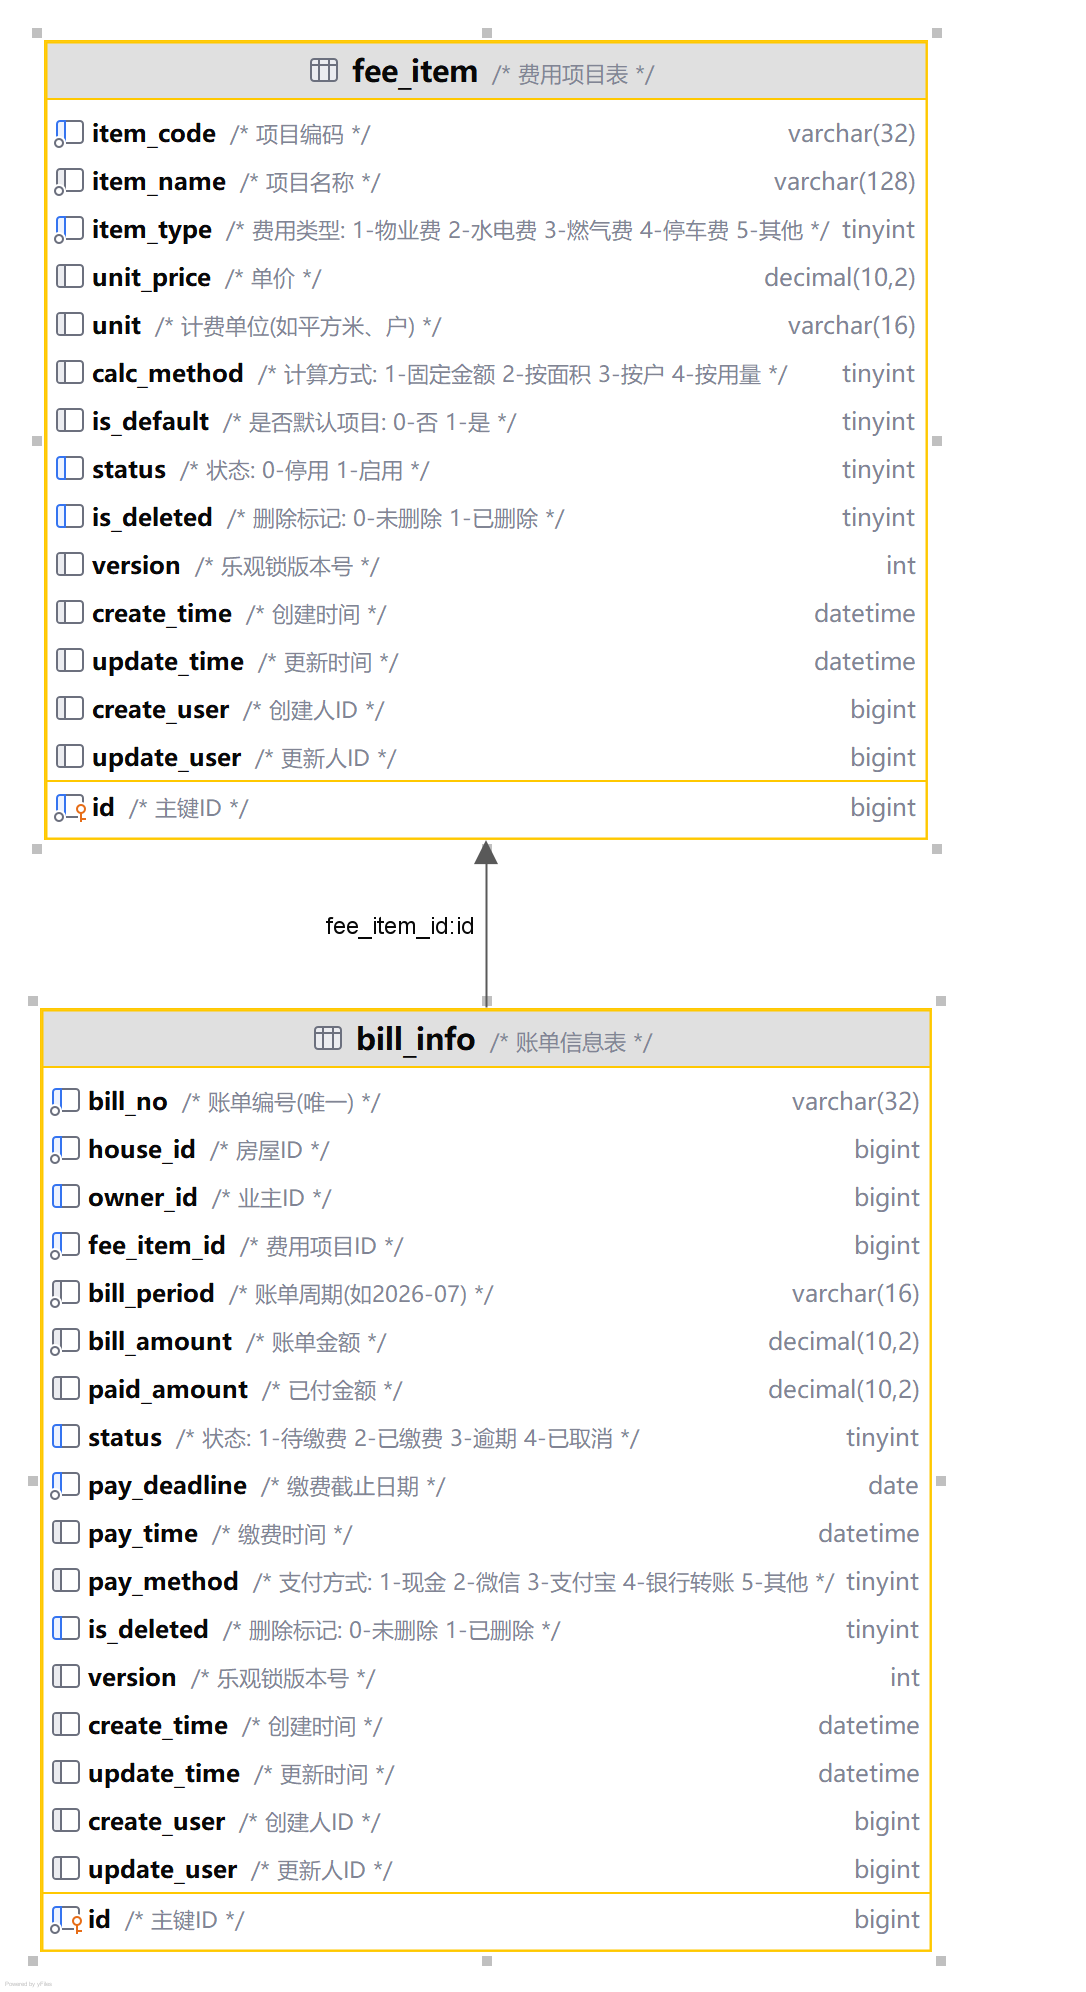 fee_item /* 费用项目表 */
item_code /* 项目编码 */ varchar(32)
item_name /* 项目名称 */ varchar(128)
item_type /* 费用类型: 1-物业费 2-水电费 3-燃气费 4-停车费 5-其他 */ tinyint
unit_price /* 单价 */ decimal(10,2)
unit /* 计费单位(如平方米、户) */ varchar(16)
calc_method /* 计算方式: 1-固定金额 2-按面积 3-按户 4-按用量 */ tinyint
is_default /* 是否默认项目: 0-否 1-是 */ tinyint
status /* 状态: 0-停用 1-启用 */ tinyint
is_deleted /* 删除标记: 0-未删除 1-已删除 */ tinyint
version /* 乐观锁版本号 */ int
create_time /* 创建时间 */ datetime
update_time /* 更新时间 */ datetime
create_user /* 创建人ID */ bigint
update_user /* 更新人ID */ bigint
id /* 主键ID */ bigint
fee_item_id:id
bill_info /* 账单信息表 */
bill_no /* 账单编号(唯一) */ varchar(32)
house_id /* 房屋ID */ bigint
owner_id /* 业主ID */ bigint
fee_item_id /* 费用项目ID */ bigint
bill_period /* 账单周期(如2026-07) */ varchar(16)
bill_amount /* 账单金额 */ decimal(10,2)
paid_amount /* 已付金额 */ decimal(10,2)
status /* 状态: 1-待缴费 2-已缴费 3-逾期 4-已取消 */ tinyint
pay_deadline /* 缴费截止日期 */ date
pay_time /* 缴费时间 */ datetime
pay_method /* 支付方式: 1-现金 2-微信 3-支付宝 4-银行转账 5-其他 */ tinyint
is_deleted /* 删除标记: 0-未删除 1-已删除 */ tinyint
version /* 乐观锁版本号 */ int
create_time /* 创建时间 */ datetime
update_time /* 更新时间 */ datetime
create_user /* 创建人ID */ bigint
update_user /* 更新人ID */ bigint
id /* 主键ID */ bigint
Powered by yFiles